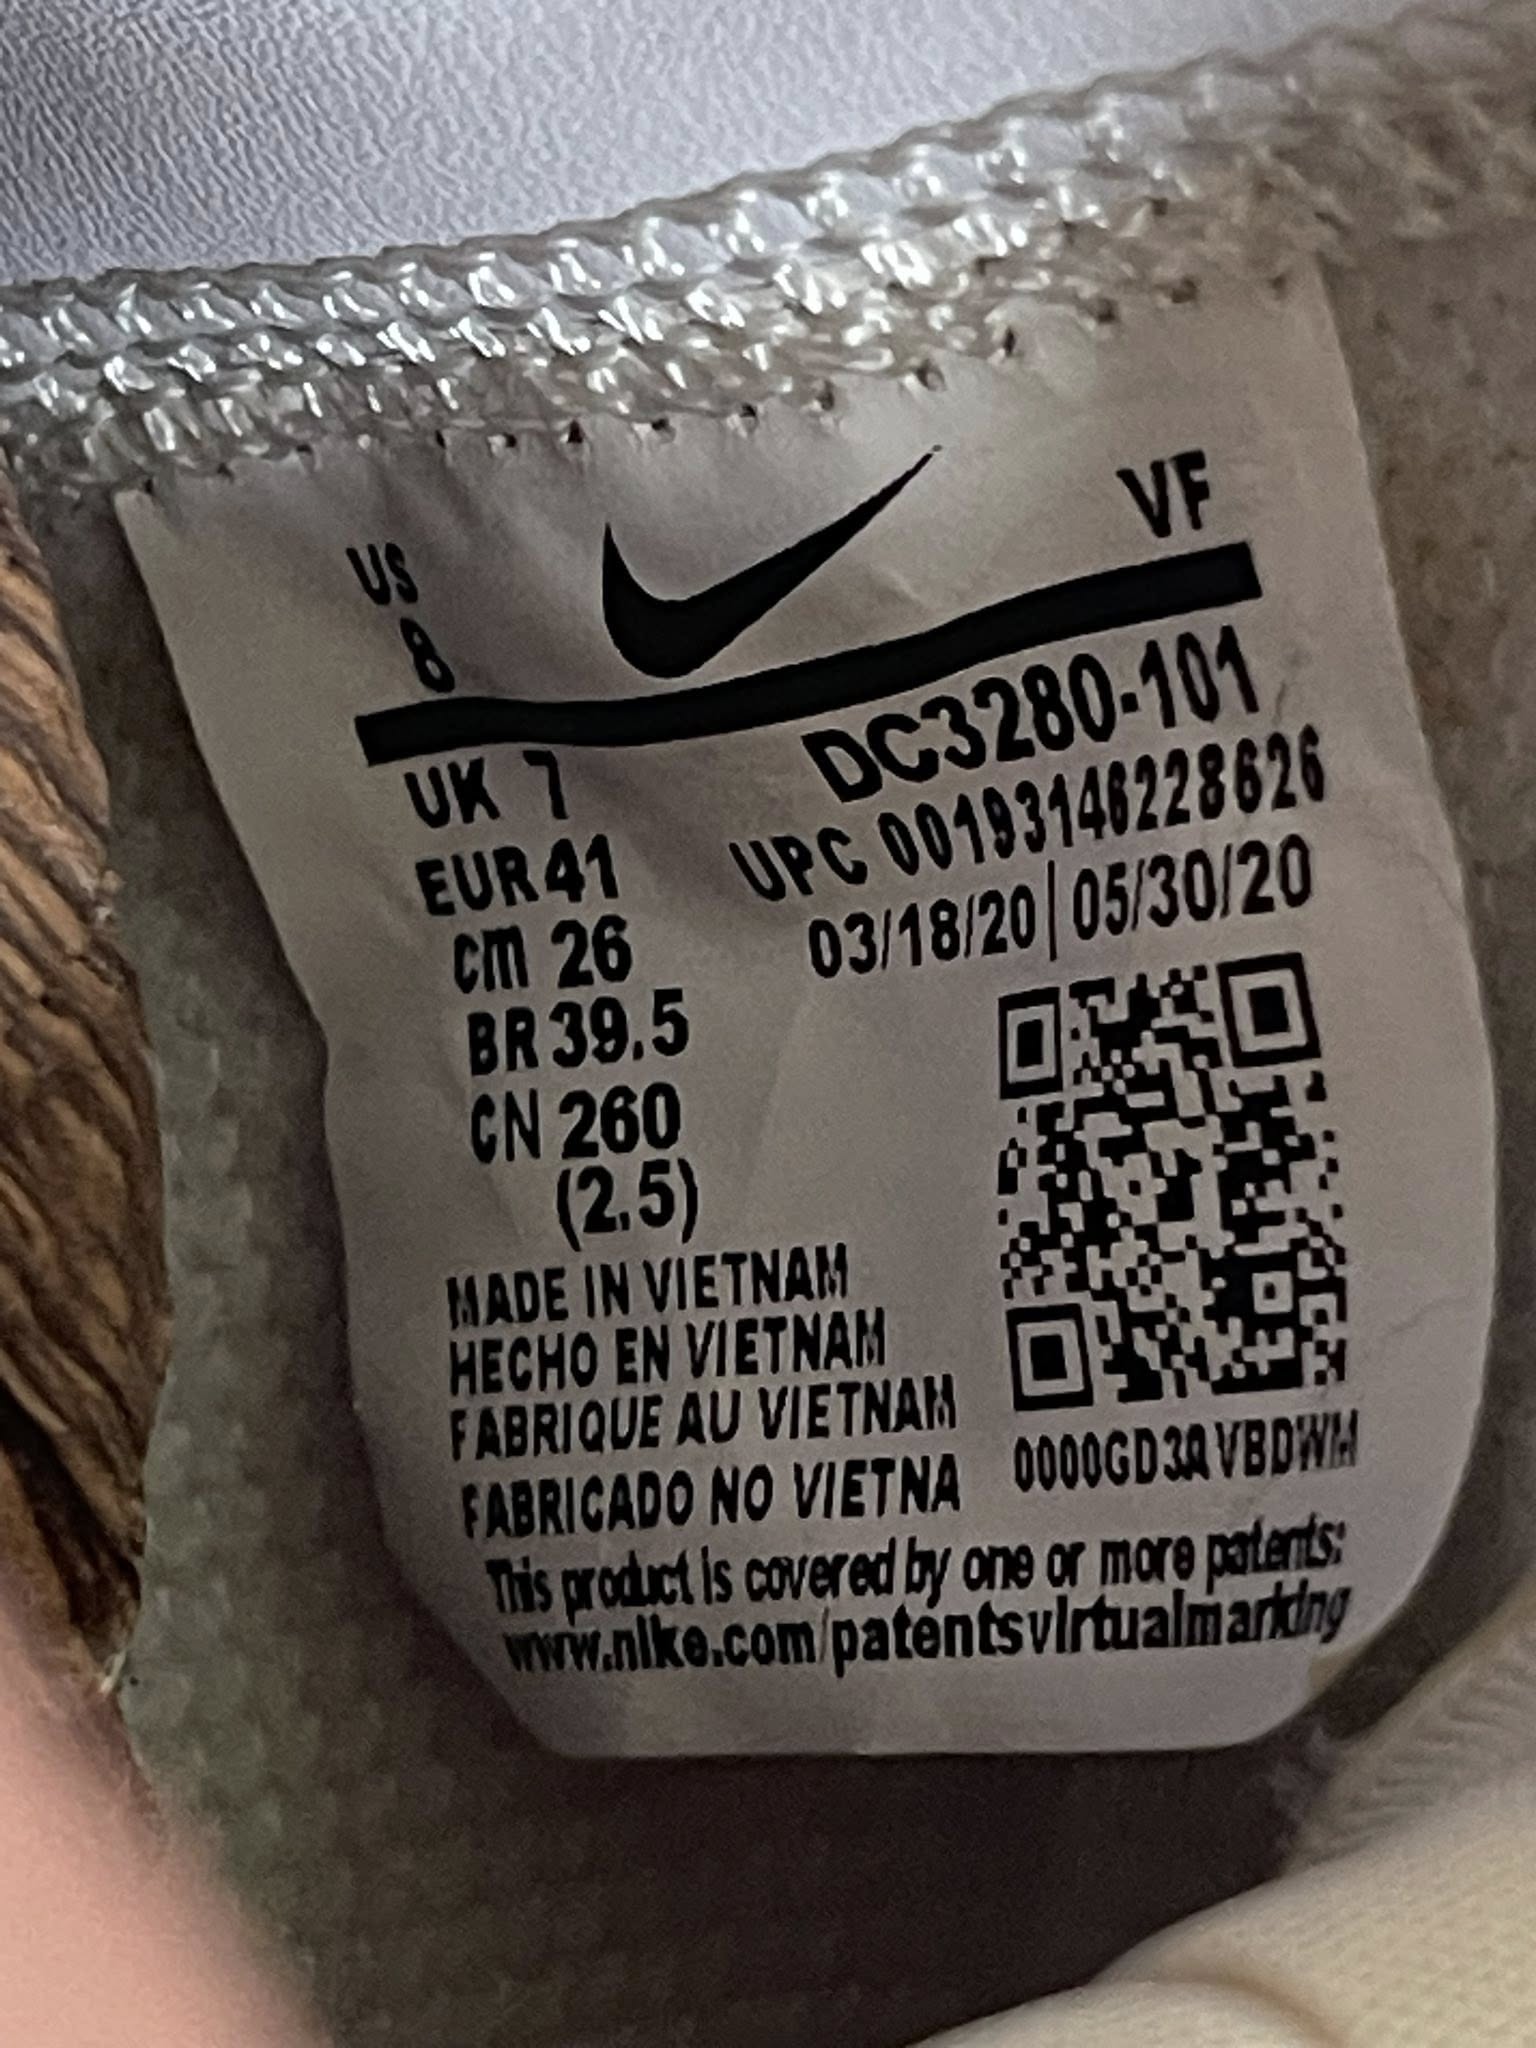 US
8
VF
UK 7
EUR 41
cm 26
BR 39.5
CN 260
(2.5)
DC3280-101
UPC 00193146228626
03/18/20|05/30/20
MADE IN VIETNAM
HECHO EN VIETNAM
FABRIQUE AU VIETNAM
FABRICADO NO VIETNA
0000GD3AVBDWM
This product is covered by one or more patents:
www.nike.com/patentsvirtualmarking